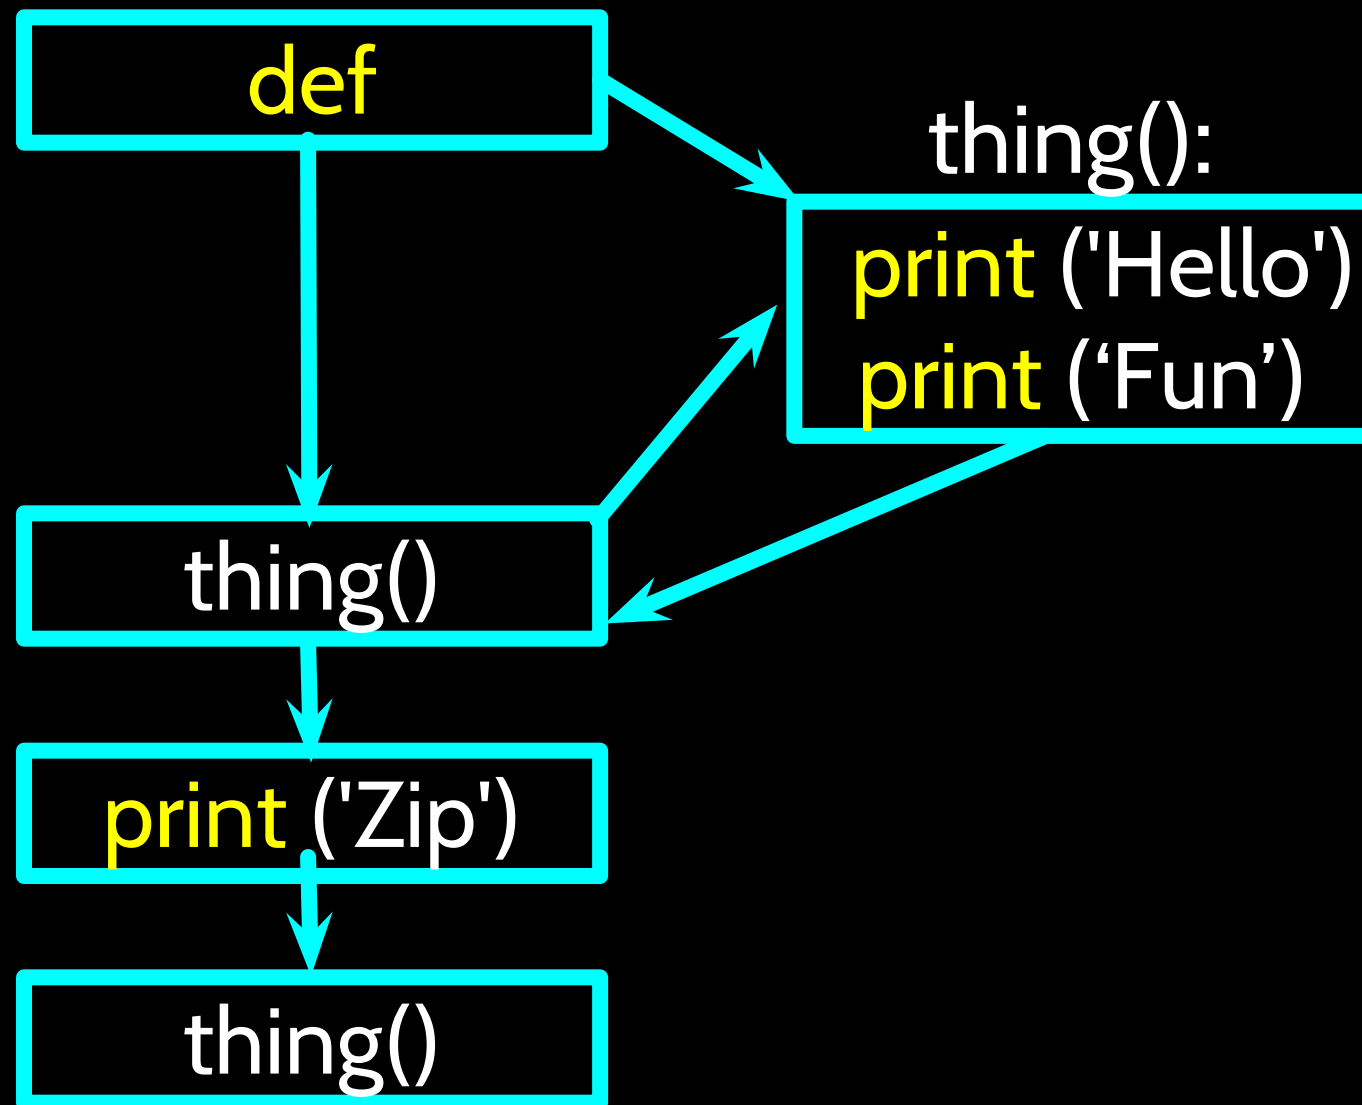 def
thing():
print ('Hello')
print (‘Fun’)
thing()
print ('Zip')
thing()